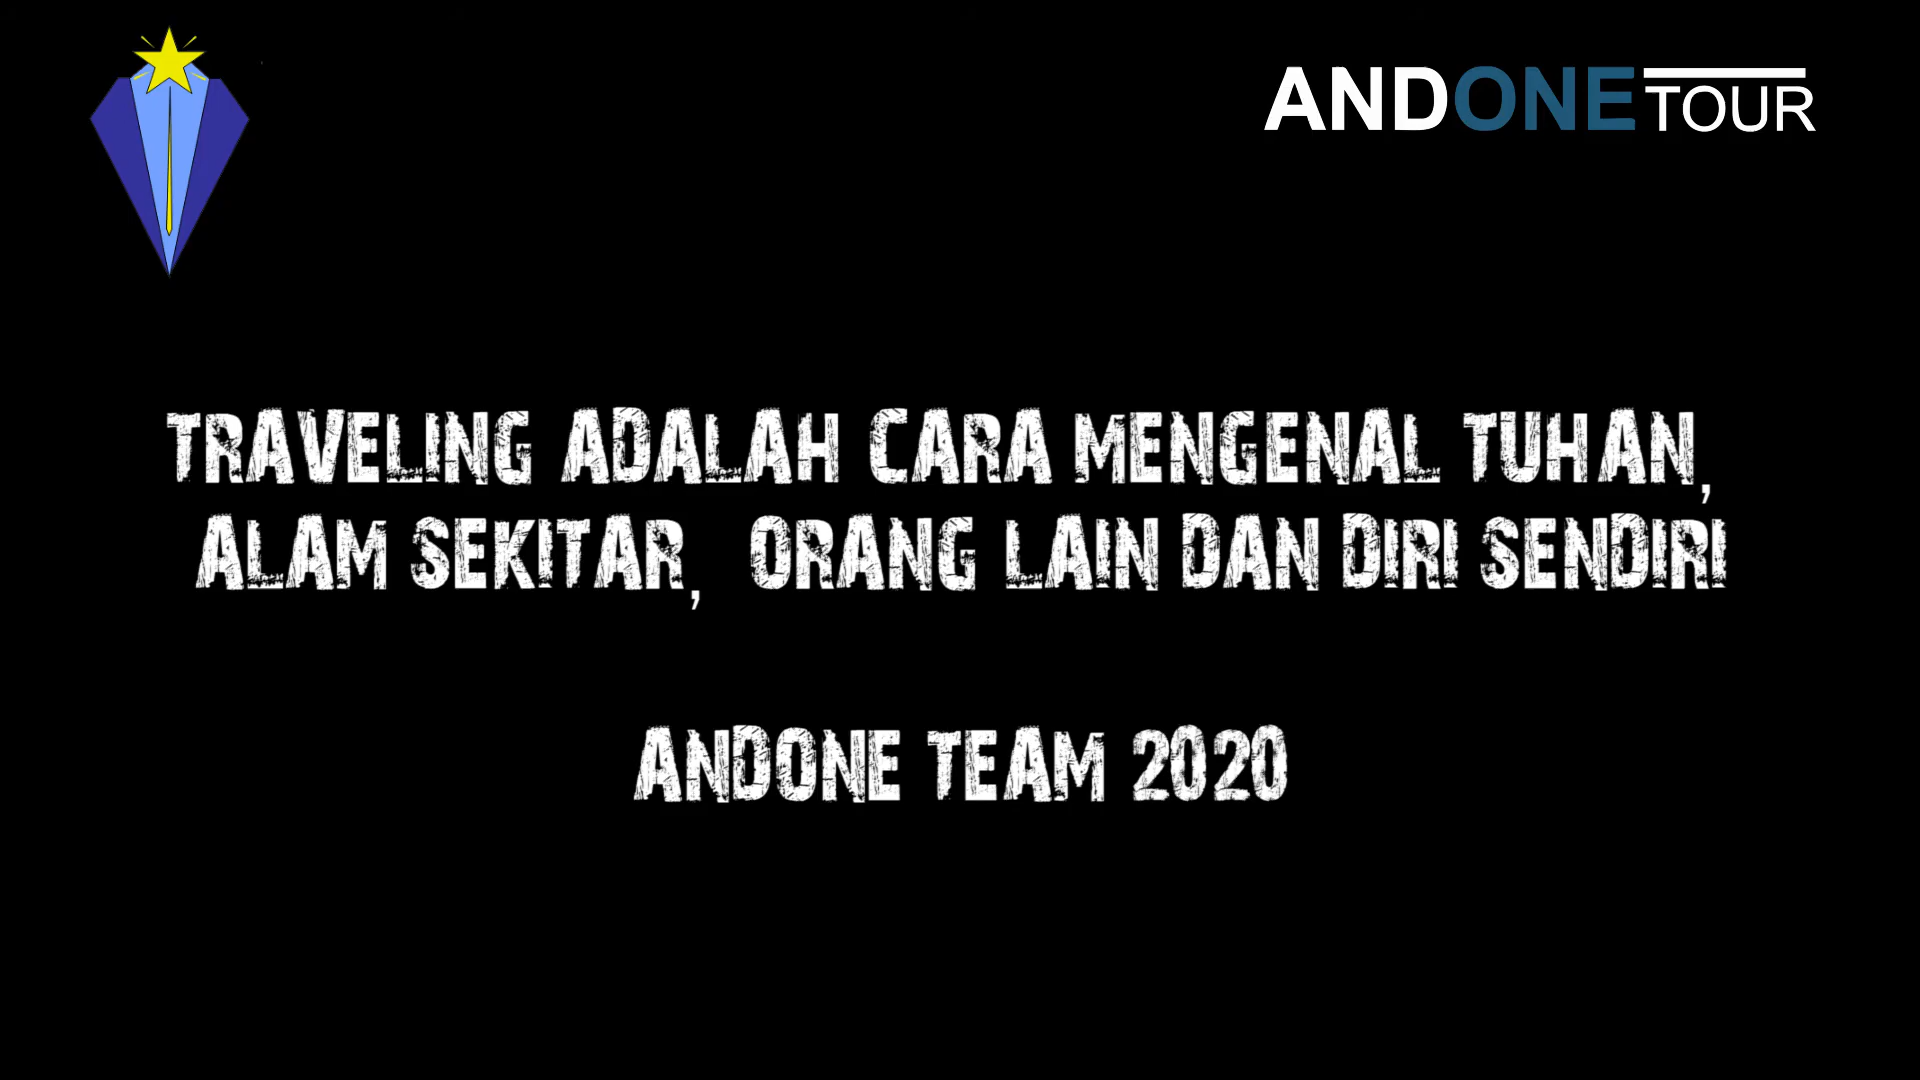 ANDONE TOUR
TRAVELING ADALAH CARA MENGENAL TUHAN,
ALAM SEKITAR, ORANG LAIN DAN DIRI SENDIRI
ANDONE TEAM 2020